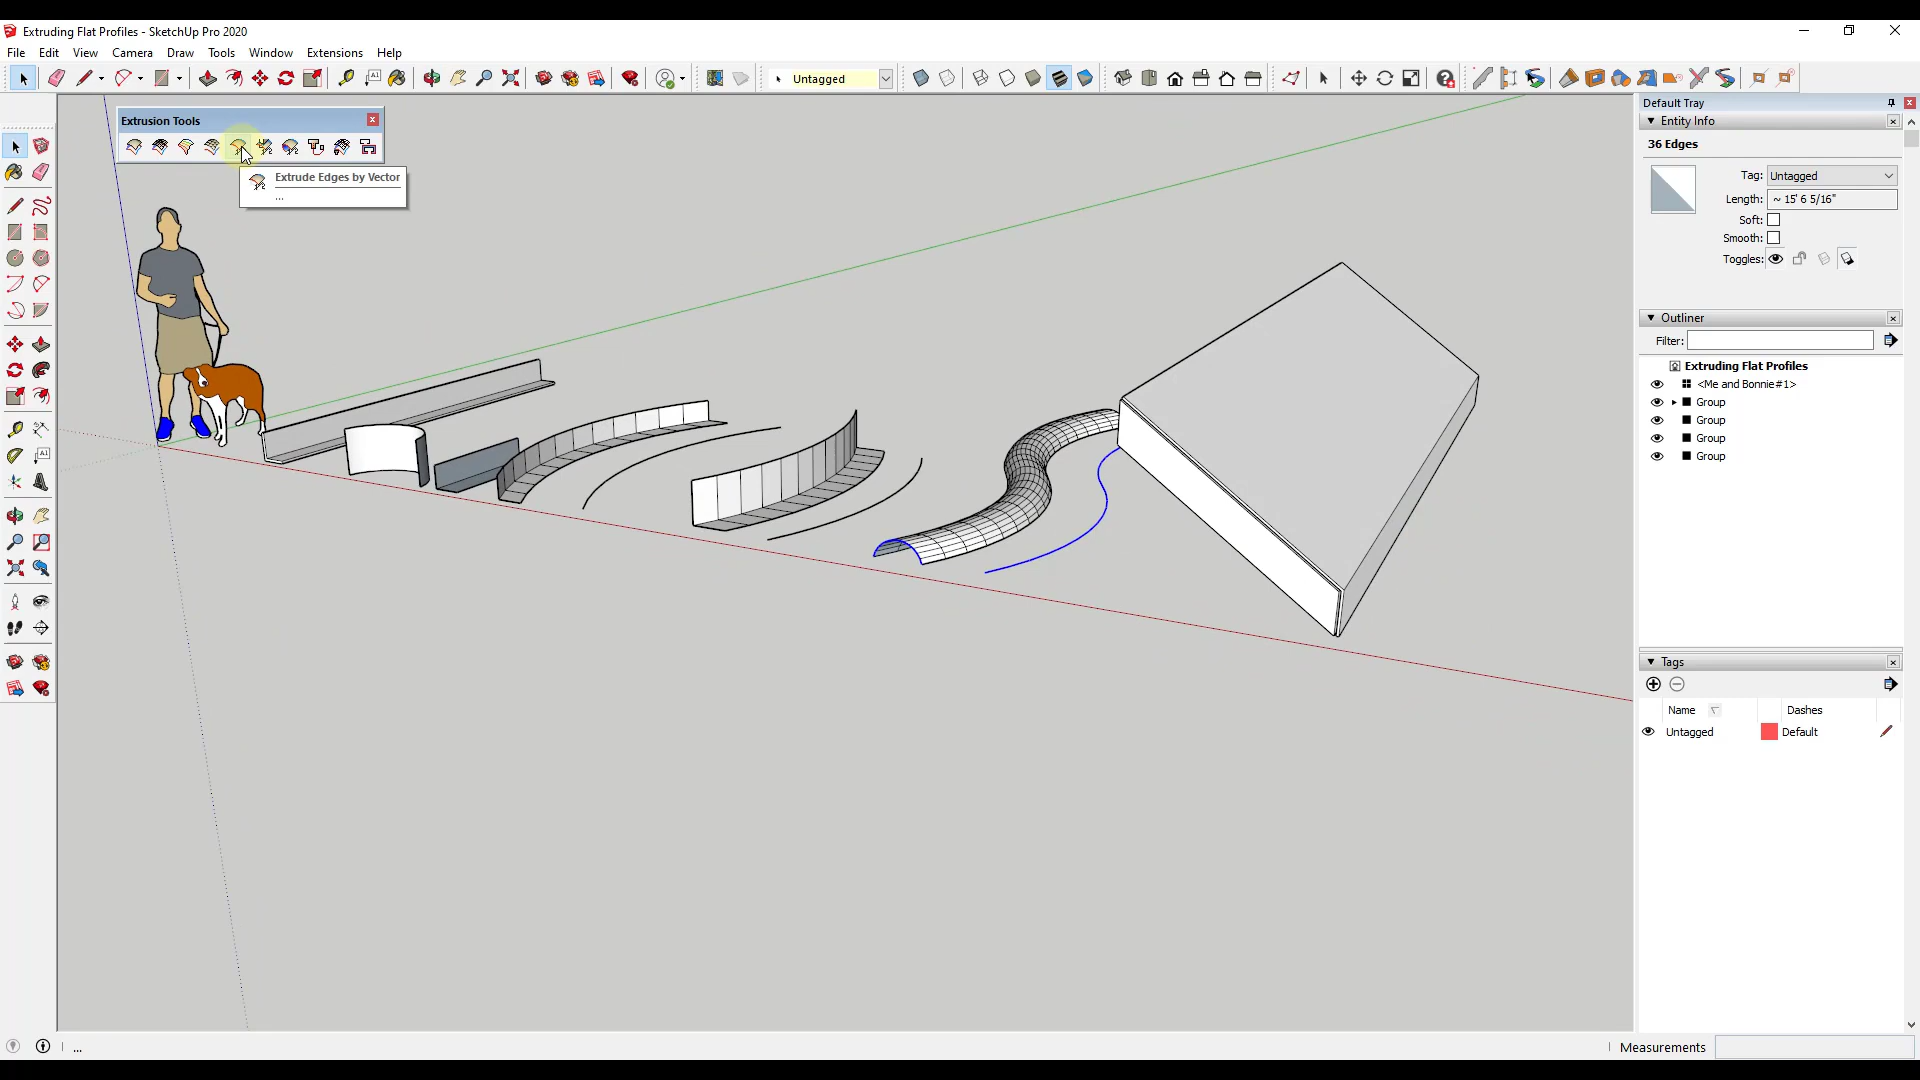 Extruding Flat Profiles - SketchUp Pro 2020
File Edit View Camera Draw Tools Window Extensions Help
Untagged
Extrusion Tools
Extrude Edges by Vector
...
Default Tray
Entity Info
36 Edges
Tag: Untagged
Length: ~ 15' 6 5/16"
Soft:
Smooth:
Toggles:
Outliner
Filter:
Extruding Flat Profiles
<Me and Bonnie#1>
Group
Group
Group
Group
Tags
Name Dashes
Untagged Default
... Measurements